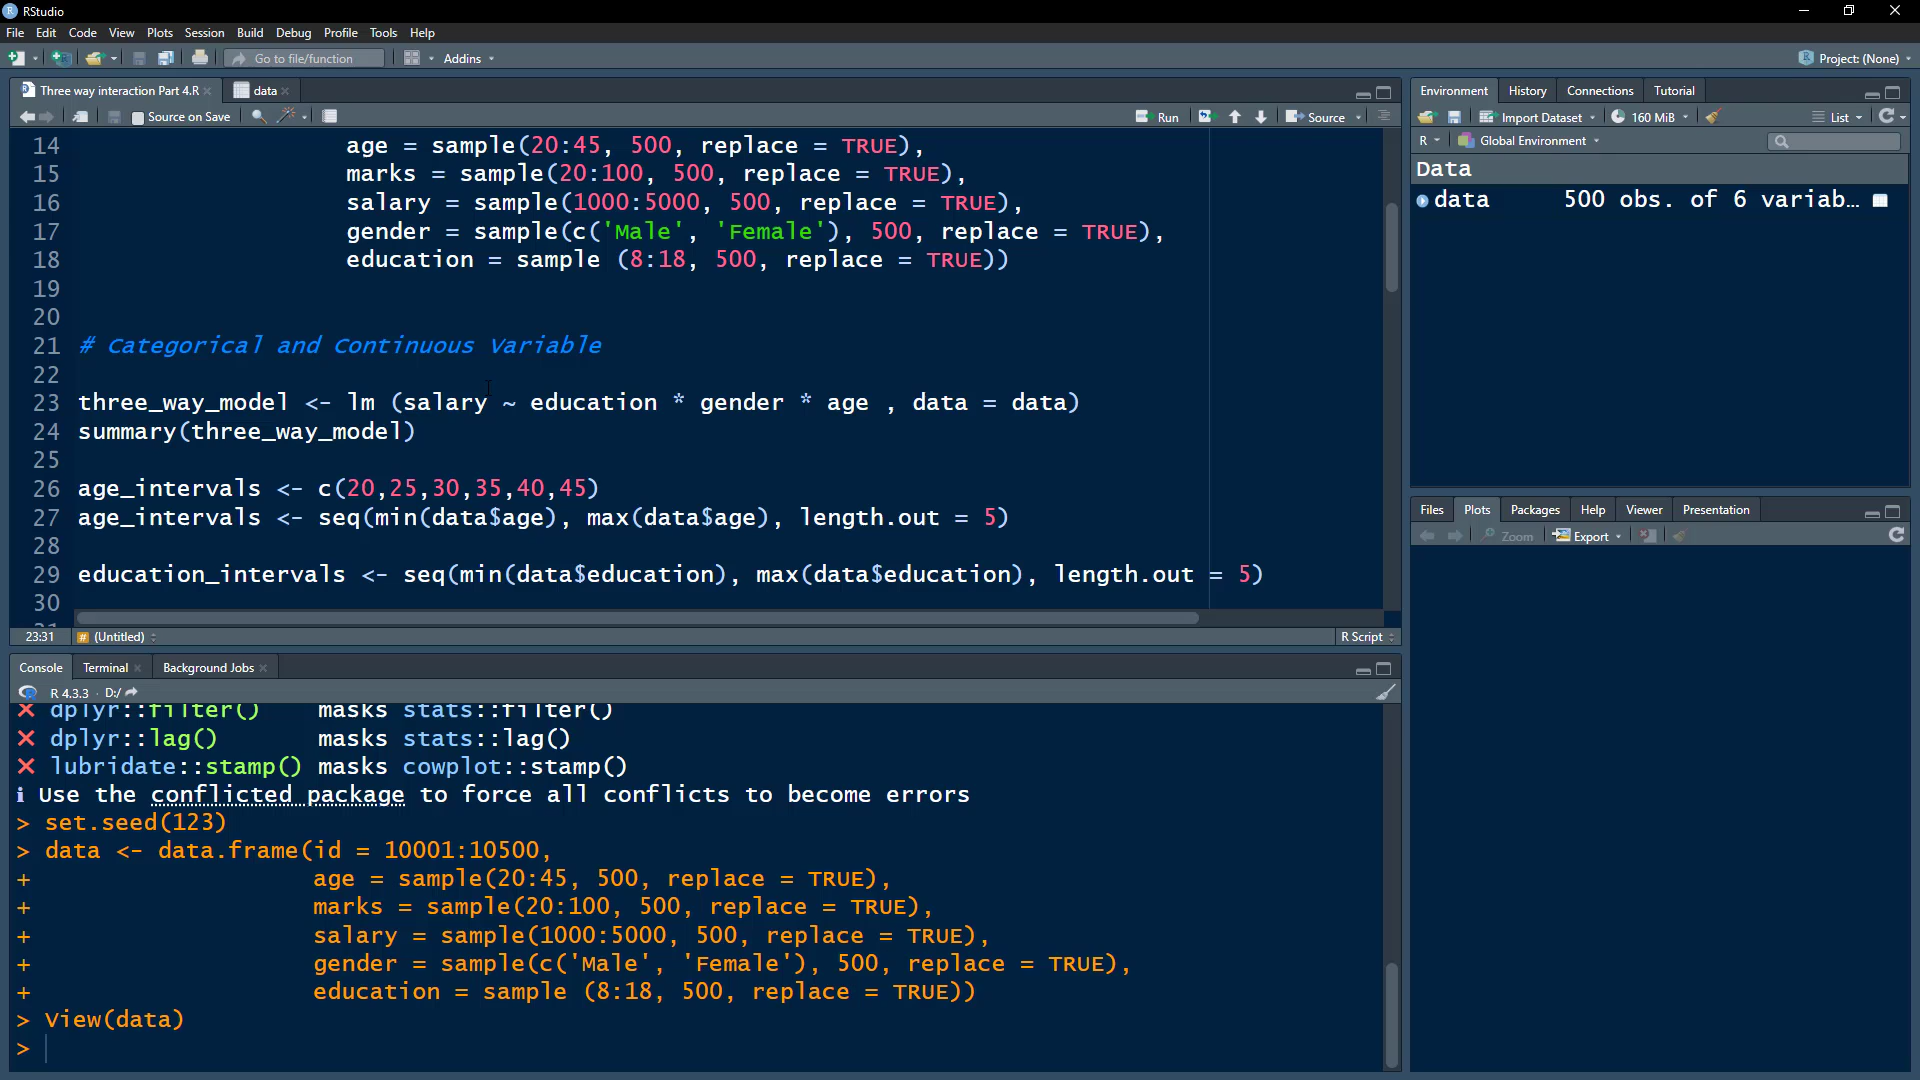 RStudio
File Edit Code View Plots Session Build Debug Profile Tools Help
Go to file/function Addins Project: (None)
Three way interaction Part 4.R data
Source on Save Run Source
14 age = sample(20:45, 500, replace = TRUE),
15 marks = sample(20:100, 500, replace = TRUE),
16 salary = sample(1000:5000, 500, replace = TRUE),
17 gender = sample(c('Male', 'Female'), 500, replace = TRUE),
18 education = sample (8:18, 500, replace = TRUE))
19
20
21 # Categorical and Continuous Variable
22
23 three_way_model <- lm (salary ~ education * gender * age , data = data)
24 summary(three_way_model)
25
26 age_intervals <- c(20,25,30,35,40,45)
27 age_intervals <- seq(min(data$age), max(data$age), length.out = 5)
28
29 education_intervals <- seq(min(data$education), max(data$education), length.out = 5)
30
23:31 # (Untitled) R Script
Console Terminal Background Jobs
R 4.3.3 · D:/
✕ dplyr::filter() masks stats::filter()
✕ dplyr::lag() masks stats::lag()
✕ lubridate::stamp() masks cowplot::stamp()
ℹ Use the conflicted package to force all conflicts to become errors
> set.seed(123)
> data <- data.frame(id = 10001:10500,
+ age = sample(20:45, 500, replace = TRUE),
+ marks = sample(20:100, 500, replace = TRUE),
+ salary = sample(1000:5000, 500, replace = TRUE),
+ gender = sample(c('Male', 'Female'), 500, replace = TRUE),
+ education = sample (8:18, 500, replace = TRUE))
> View(data)
>
Environment History Connections Tutorial
Import Dataset 160 MiB List
R Global Environment
Data
data 500 obs. of 6 variab…
Files Plots Packages Help Viewer Presentation
Zoom Export